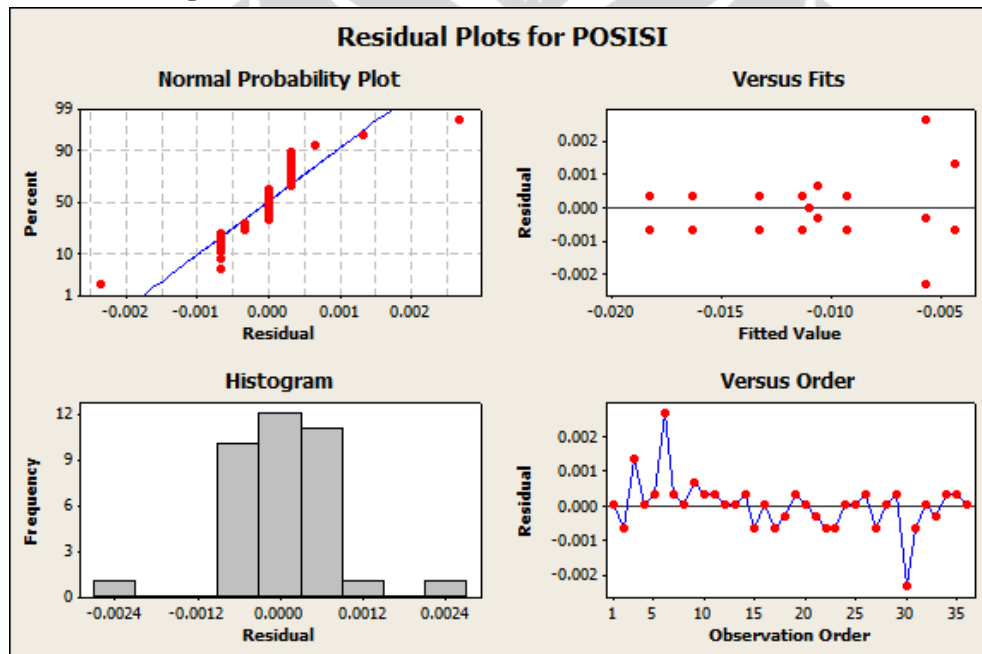 Residual Plots for POSISI
Normal Probability Plot
99
90
50
10
1
Percent
-0.002 -0.001 0.000 0.001 0.002
Residual
Versus Fits
0.002
0.001
0.000
-0.001
-0.002
Residual
-0.020 -0.015 -0.010 -0.005
Fitted Value
Histogram
12
9
6
3
0
Frequency
-0.0024 -0.0012 0.0000 0.0012 0.0024
Residual
Versus Order
0.002
0.001
0.000
-0.001
-0.002
Residual
1 5 10 15 20 25 30 35
Observation Order